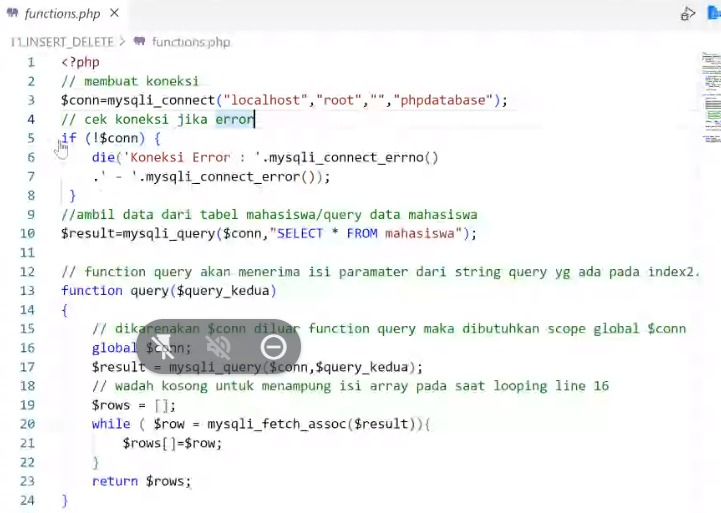 functions.php ×
11.INSERT_DELETE > functions.php
1 <?php
2 // membuat koneksi
3 $conn=mysqli_connect("localhost","root","","phpdatabase");
4 // cek koneksi jika error
5 if (!$conn) {
6 die('Koneksi Error : '.mysqli_connect_errno()
7 .' - '.mysqli_connect_error());
8 }
9 //ambil data dari tabel mahasiswa/query data mahasiswa
10 $result=mysqli_query($conn,"SELECT * FROM mahasiswa");
11
12 // function query akan menerima isi paramater dari string query yg ada pada index2.
13 function query($query_kedua)
14 {
15 // dikarenakan $conn diluar function query maka dibutuhkan scope global $conn
16 global $conn;
17 $result = mysqli_query($conn,$query_kedua);
18 // wadah kosong untuk menampung isi array pada saat looping line 16
19 $rows = [];
20 while ( $row = mysqli_fetch_assoc($result)){
21 $rows[]=$row;
22 }
23 return $rows;
24 }